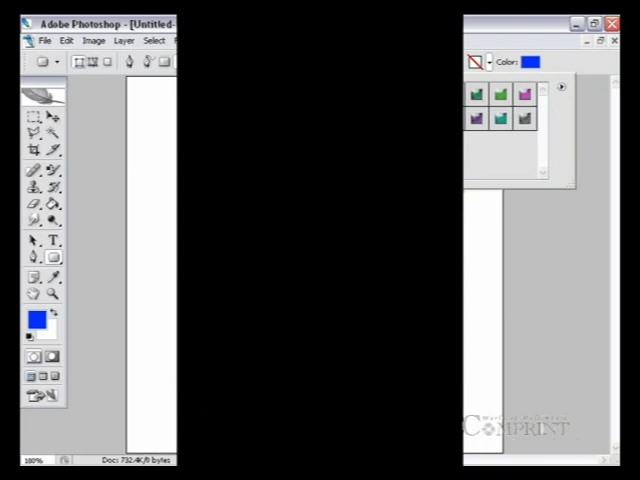 Adobe Photoshop - [Untitled-
File Edit Image Layer Select
Color:
T
COMPRINT
100% Doc: 732.4K/0 bytes